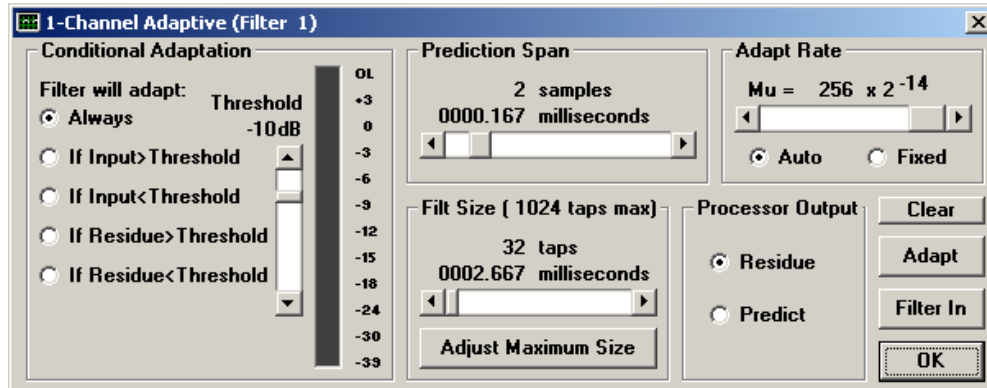 1-Channel Adaptive (Filter 1)
Conditional Adaptation
Filter will adapt:
Threshold
-10dB
Always
If Input>Threshold
If Input<Threshold
If Residue>Threshold
If Residue<Threshold
OL
+3
0
-3
-6
-9
-12
-15
-18
-24
-30
-39
Prediction Span
2 samples
0000.167 milliseconds
Adapt Rate
Mu = 256 x 2^-14
Auto
Fixed
Filt Size ( 1024 taps max)
32 taps
0002.667 milliseconds
Adjust Maximum Size
Processor Output
Residue
Predict
Clear
Adapt
Filter In
OK